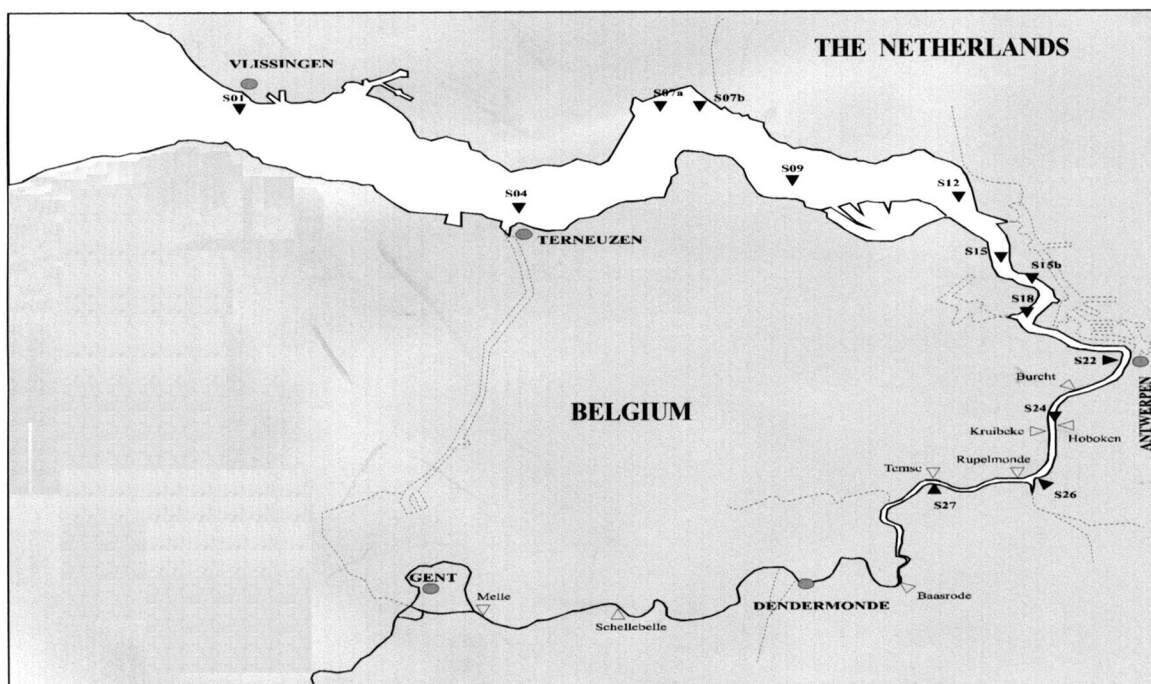 THE NETHERLANDS
VLISSINGEN
S01
S07a
S07b
S09
S12
S04
TERNEUZEN
S15
S15b
S18
S22
Burcht
ANTWERPEN
BELGIUM
S24
Kruibeke
Hoboken
Temse
Rupelmonde
S27
S26
GENT
Melle
Schellebelle
DENDERMONDE
Baasrode